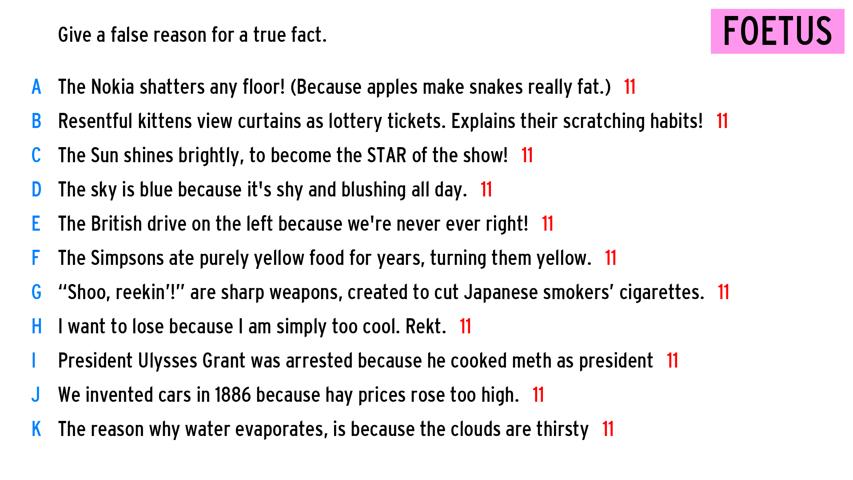 Give a false reason for a true fact.
FOETUS
A The Nokia shatters any floor! (Because apples make snakes really fat.) 11
B Resentful kittens view curtains as lottery tickets. Explains their scratching habits! 11
C The Sun shines brightly, to become the STAR of the show! 11
D The sky is blue because it's shy and blushing all day. 11
E The British drive on the left because we're never ever right! 11
F The Simpsons ate purely yellow food for years, turning them yellow. 11
G “Shoo, reekin’!” are sharp weapons, created to cut Japanese smokers’ cigarettes. 11
H I want to lose because I am simply too cool. Rekt. 11
I President Ulysses Grant was arrested because he cooked meth as president 11
J We invented cars in 1886 because hay prices rose too high. 11
K The reason why water evaporates, is because the clouds are thirsty 11